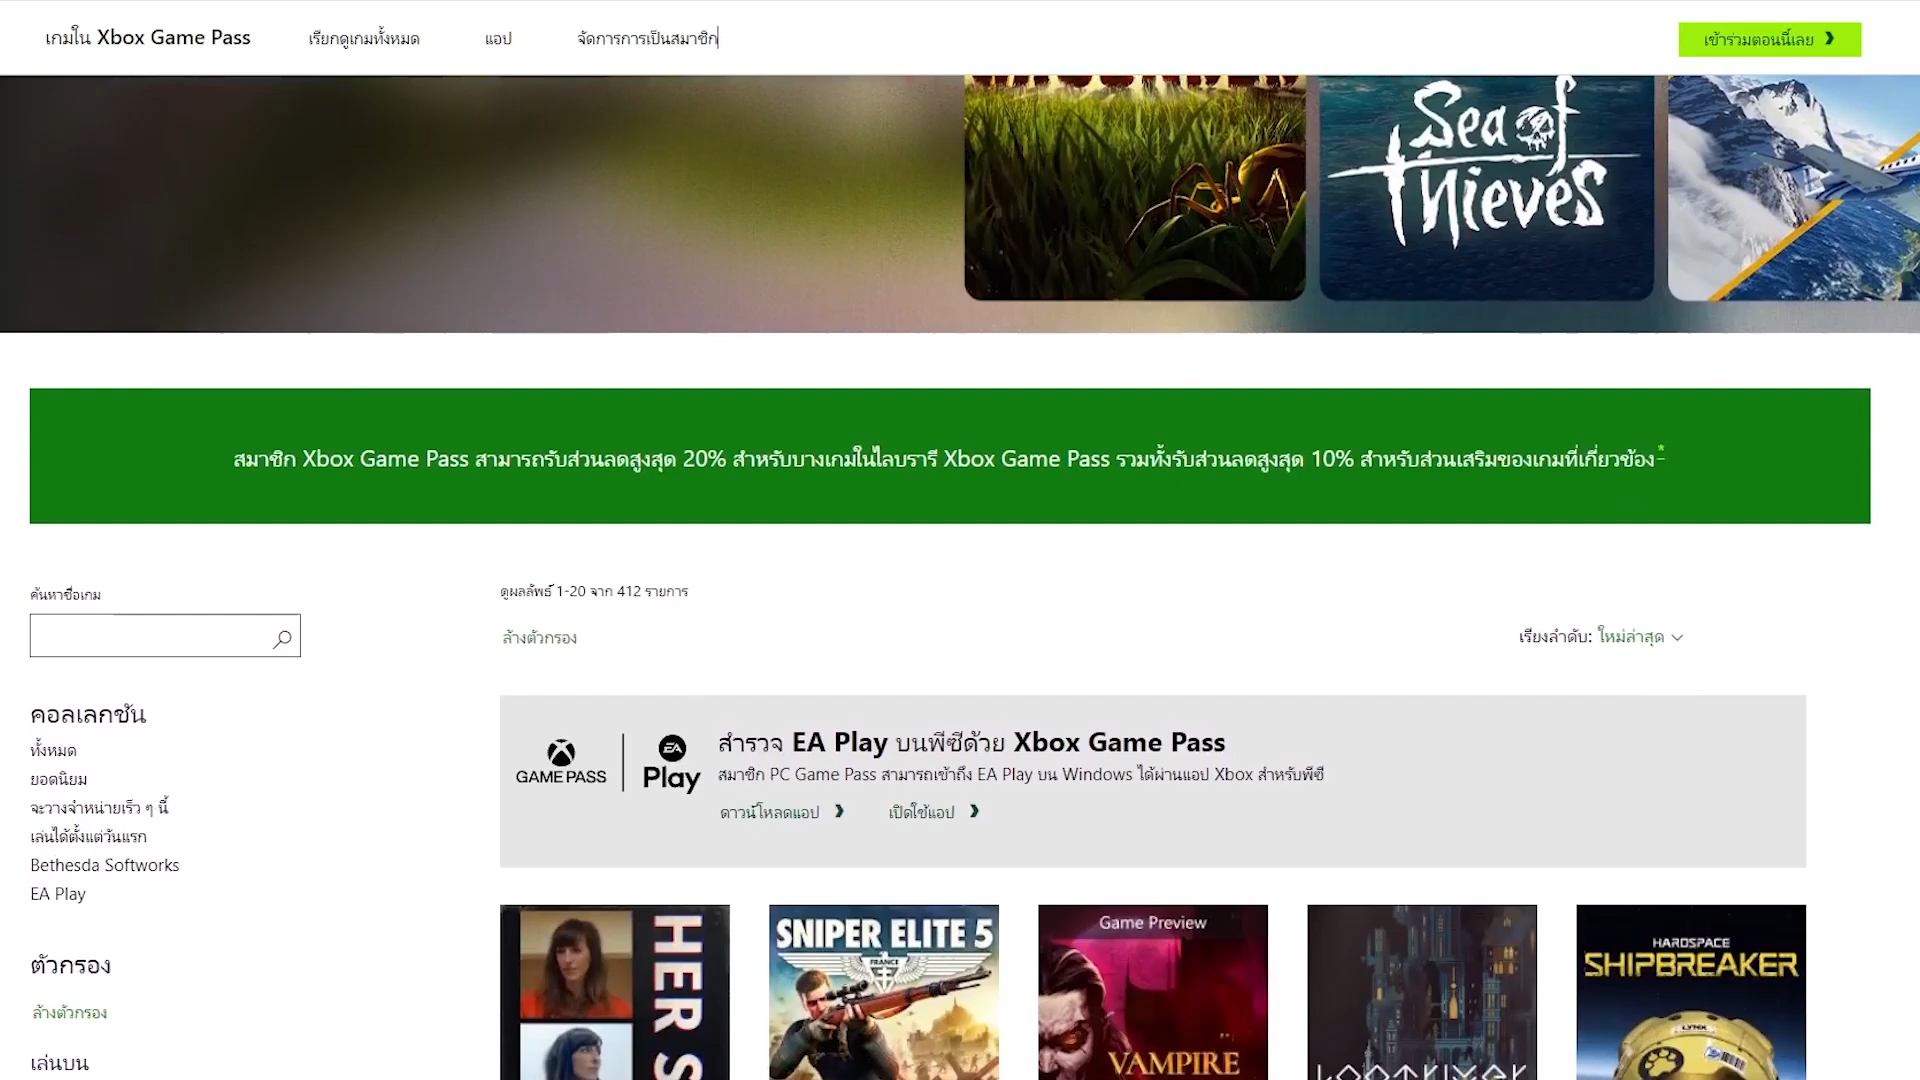 เกมใน Xbox Game Pass
เรียกดูเกมทั้งหมด
แอป
จัดการการเป็นสมาชิก
เข้าร่วมตอนนี้เลย
Sea of
Thieves
สมาชิก Xbox Game Pass สามารถรับส่วนลดสูงสุด 20% สำหรับบางเกมในไลบรารี Xbox Game Pass รวมทั้งรับส่วนลดสูงสุด 10% สำหรับส่วนเสริมของเกมที่เกี่ยวข้อง*
ค้นหาชื่อเกม
ดูผลลัพธ์ 1-20 จาก 412 รายการ
ล้างตัวกรอง
เรียงลำดับ: ใหม่ล่าสุด
คอลเลกชัน
ทั้งหมด
ยอดนิยม
จะวางจำหน่ายเร็ว ๆ นี้
เล่นได้ตั้งแต่วันแรก
Bethesda Softworks
EA Play
ตัวกรอง
ล้างตัวกรอง
เล่นบน
GAME PASS
EA
Play
สำรวจ EA Play บนพีซีด้วย Xbox Game Pass
สมาชิก PC Game Pass สามารถเข้าถึง EA Play บน Windows ได้ผ่านแอป Xbox สำหรับพีซี
ดาวน์โหลดแอป
เปิดใช้แอป
HER S
SNIPER ELITE 5
FRANCE
Game Preview
VAMPIRE
LOOTRIVER
HARDSPACE
SHIPBREAKER
LYNX